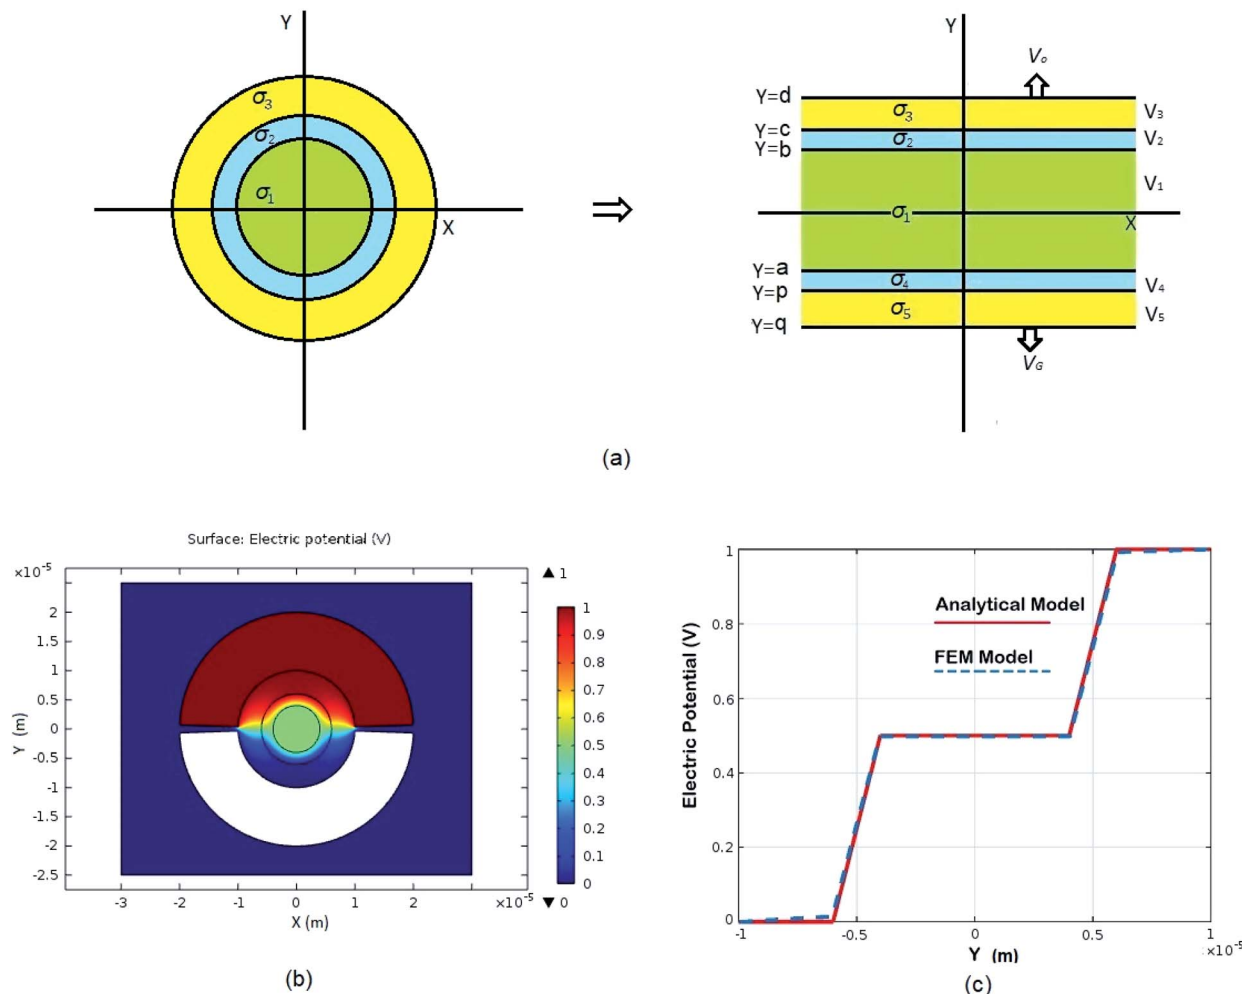 Y
σ3
σ2
σ1
X
Y
Vo
Y=d
σ3
V3
Y=c
σ2
V2
Y=b
V1
σ1
X
Y=a
σ4
V4
Y=p
σ5
V5
Y=q
VG
(a)
Surface: Electric potential (V)
×10-5
▲ 1
2
1.5
1
0.5
0
-0.5
-1
-1.5
-2
-2.5
Y (m)
1
0.9
0.8
0.7
0.6
0.5
0.4
0.3
0.2
0.1
0
▼ 0
-3
-2
-1
0
1
2
×10-5
X (m)
(b)
1
0.8
0.6
0.4
0.2
0
Electric Potential (V)
Analytical Model
FEM Model
-1
-0.5
0
0.5
1
×10-5
Y (m)
(c)